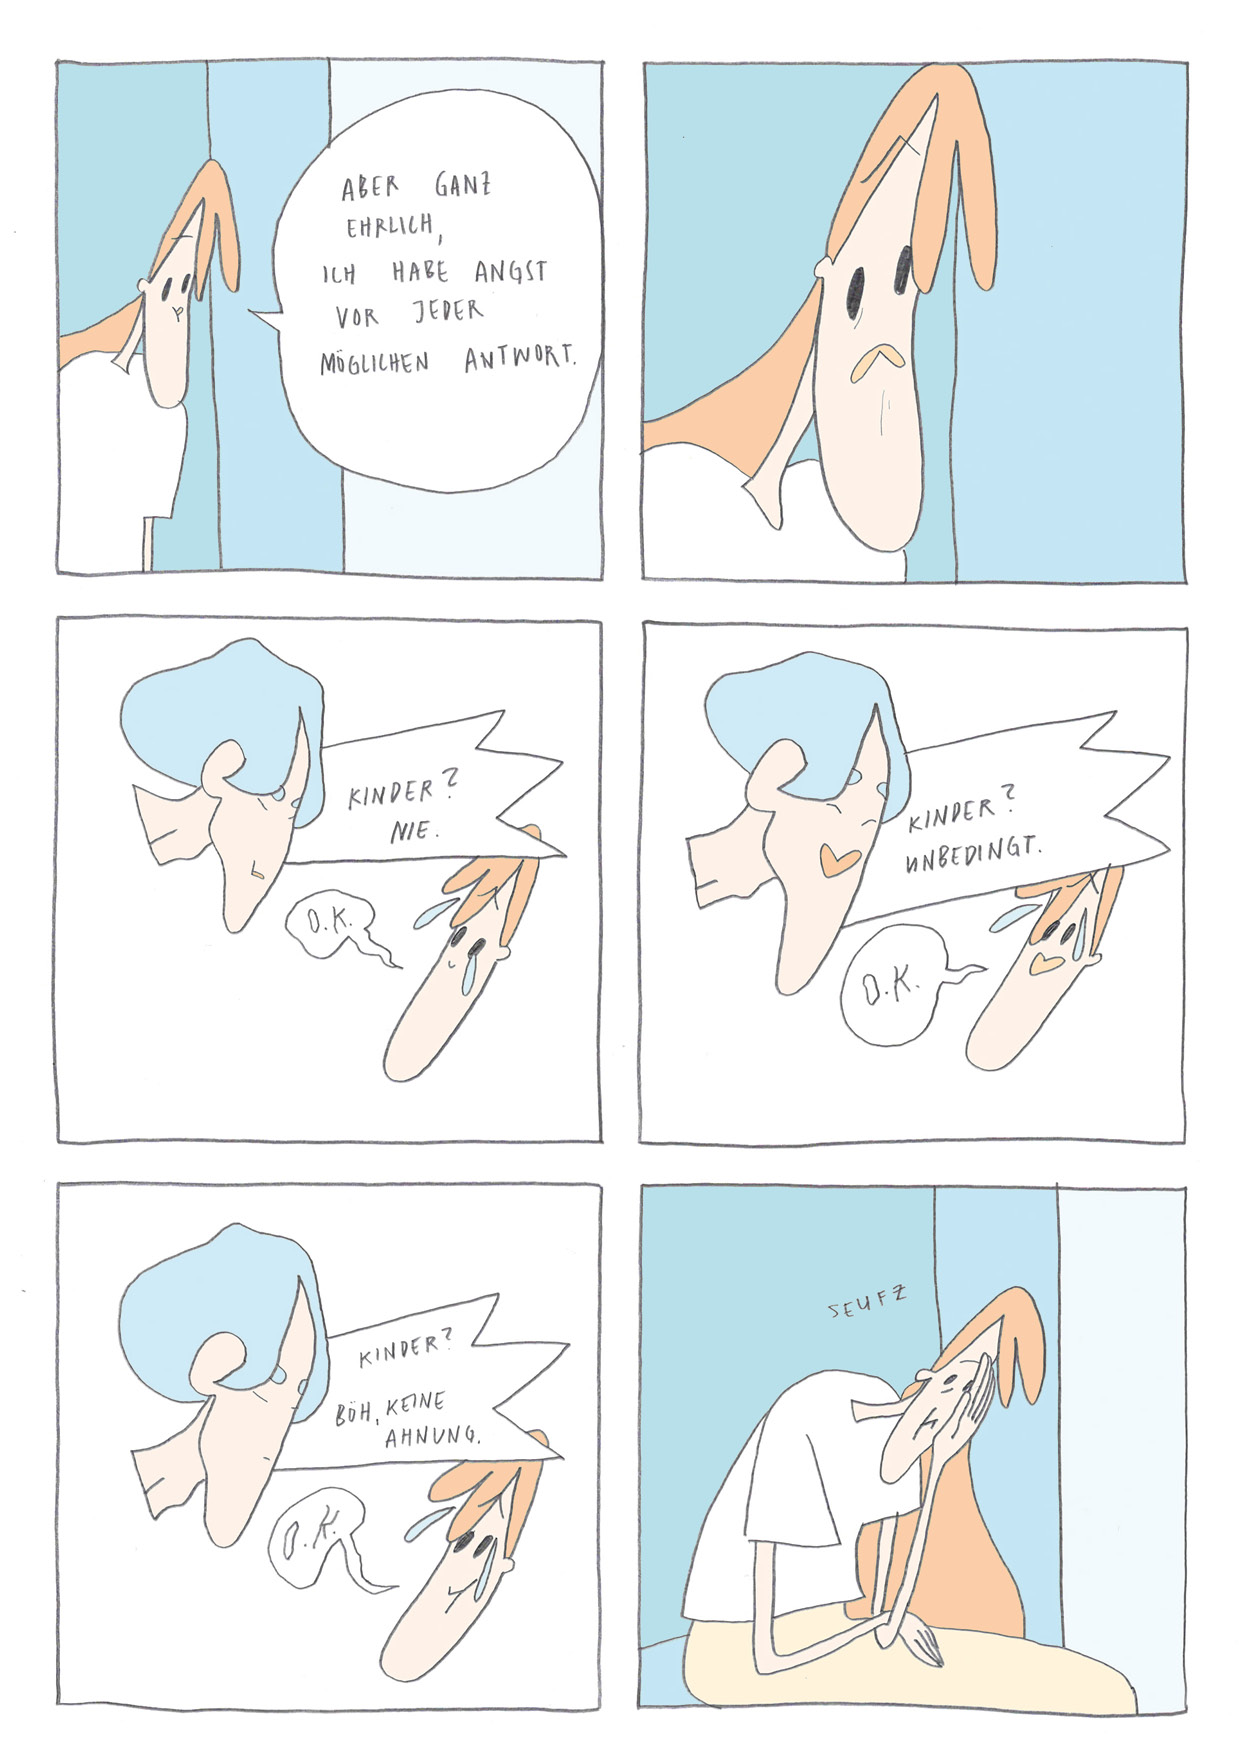 ABER GANZ
EHRLICH,
ICH HABE ANGST
VOR JEDER
MÖGLICHEN ANTWORT.
KINDER?
NIE.
O.K.
KINDER?
UNBEDINGT.
O.K.
KINDER?
BÖH, KEINE
AHNUNG.
O.K.
SEUFZ